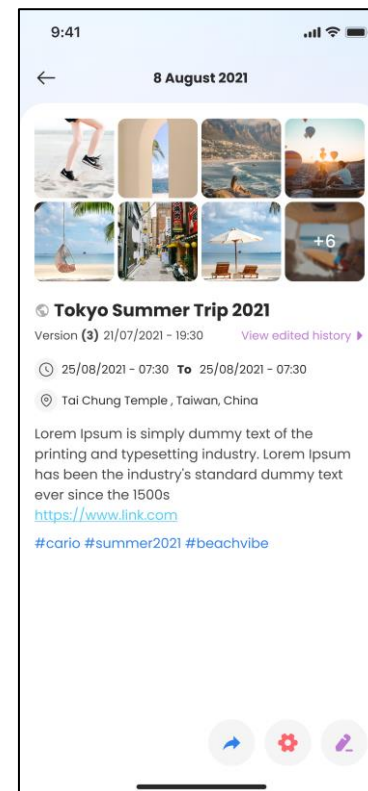 9:41
8 August 2021
+6
Tokyo Summer Trip 2021
Version (3) 21/07/2021 - 19:30 View edited history
25/08/2021 - 07:30 To 25/08/2021 - 07:30
Tai Chung Temple , Taiwan, China
Lorem Ipsum is simply dummy text of the
printing and typesetting industry. Lorem Ipsum
has been the industry's standard dummy text
ever since the 1500s
https://www.link.com
#cario #summer2021 #beachvibe